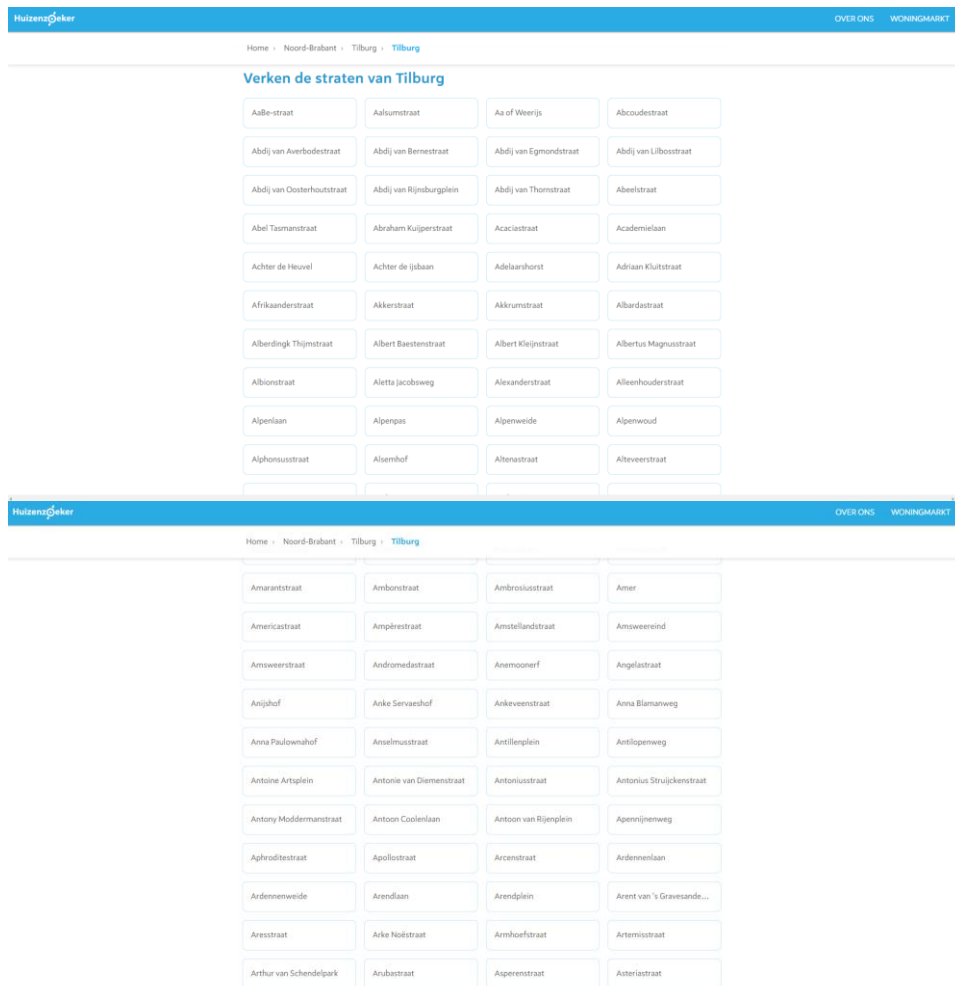 Huizenzoeker OVER ONS WONINGMARKT
Home › Noord-Brabant › Tilburg › Tilburg
Verken de straten van Tilburg
AaBe-straat Aalsumstraat Aa of Weerijs Abcoudestraat
Abdij van Averbodestraat Abdij van Bernestraat Abdij van Egmondstraat Abdij van Lilbosstraat
Abdij van Oosterhoutstraat Abdij van Rijnsburgplein Abdij van Thornstraat Abeelstraat
Abel Tasmanstraat Abraham Kuijperstraat Acaciastraat Academielaan
Achter de Heuvel Achter de ijsbaan Adelaarshorst Adriaan Kluitstraat
Afrikaanderstraat Akkerstraat Akkrumstraat Albardastraat
Alberdingk Thijmstraat Albert Baestenstraat Albert Kleijnstraat Albertus Magnusstraat
Albionstraat Aletta Jacobsweg Alexanderstraat Alleenhouderstraat
Alpenlaan Alpenpas Alpenweide Alpenwoud
Alphonsusstraat Alsemhof Altenastraat Alteveerstraat
Huizenzoeker OVER ONS WONINGMARKT
Home › Noord-Brabant › Tilburg › Tilburg
Amarantstraat Ambonstraat Ambrosiusstraat Amer
Americastraat Ampèrestraat Amstellandstraat Amsweereind
Amsweerstraat Andromedastraat Anemoonerf Angelastraat
Anijshof Anke Servaeshof Ankeveenstraat Anna Blamanweg
Anna Paulownahof Anselmusstraat Antillenplein Antilopenweg
Antoine Artsplein Antonie van Diemenstraat Antoniusstraat Antonius Struijckenstraat
Antony Moddermanstraat Antoon Coolenlaan Antoon van Rijenplein Apennijnenweg
Aphroditestraat Apollostraat Arcenstraat Ardennenlaan
Ardennenweide Arendlaan Arendplein Arent van 's Gravesande....
Aresstraat Arke Noëstraat Armhoefstraat Artemisstraat
Arthur van Schendelpark Arubastraat Asperenstraat Asteriastraat